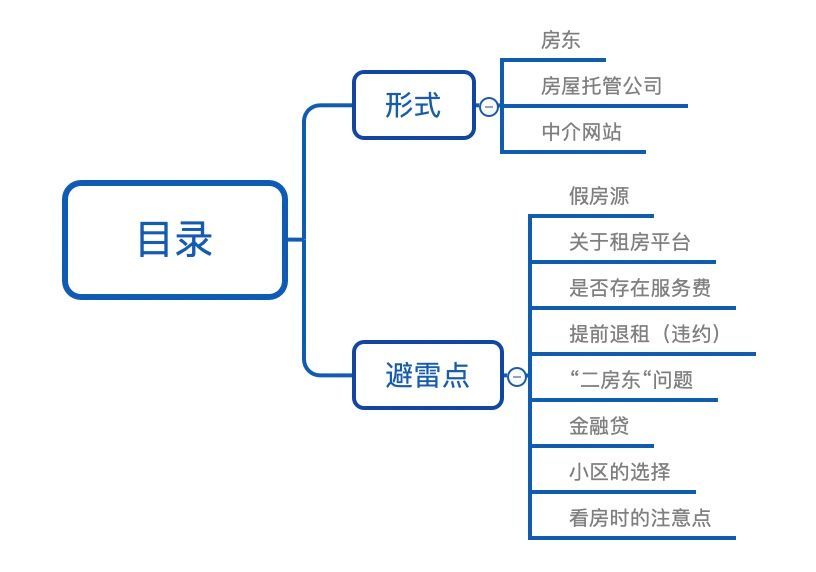 目录
形式
房东
房屋托管公司
中介网站
避雷点
假房源
关于租房平台
是否存在服务费
提前退租（违约）
“二房东“问题
金融贷
小区的选择
看房时的注意点